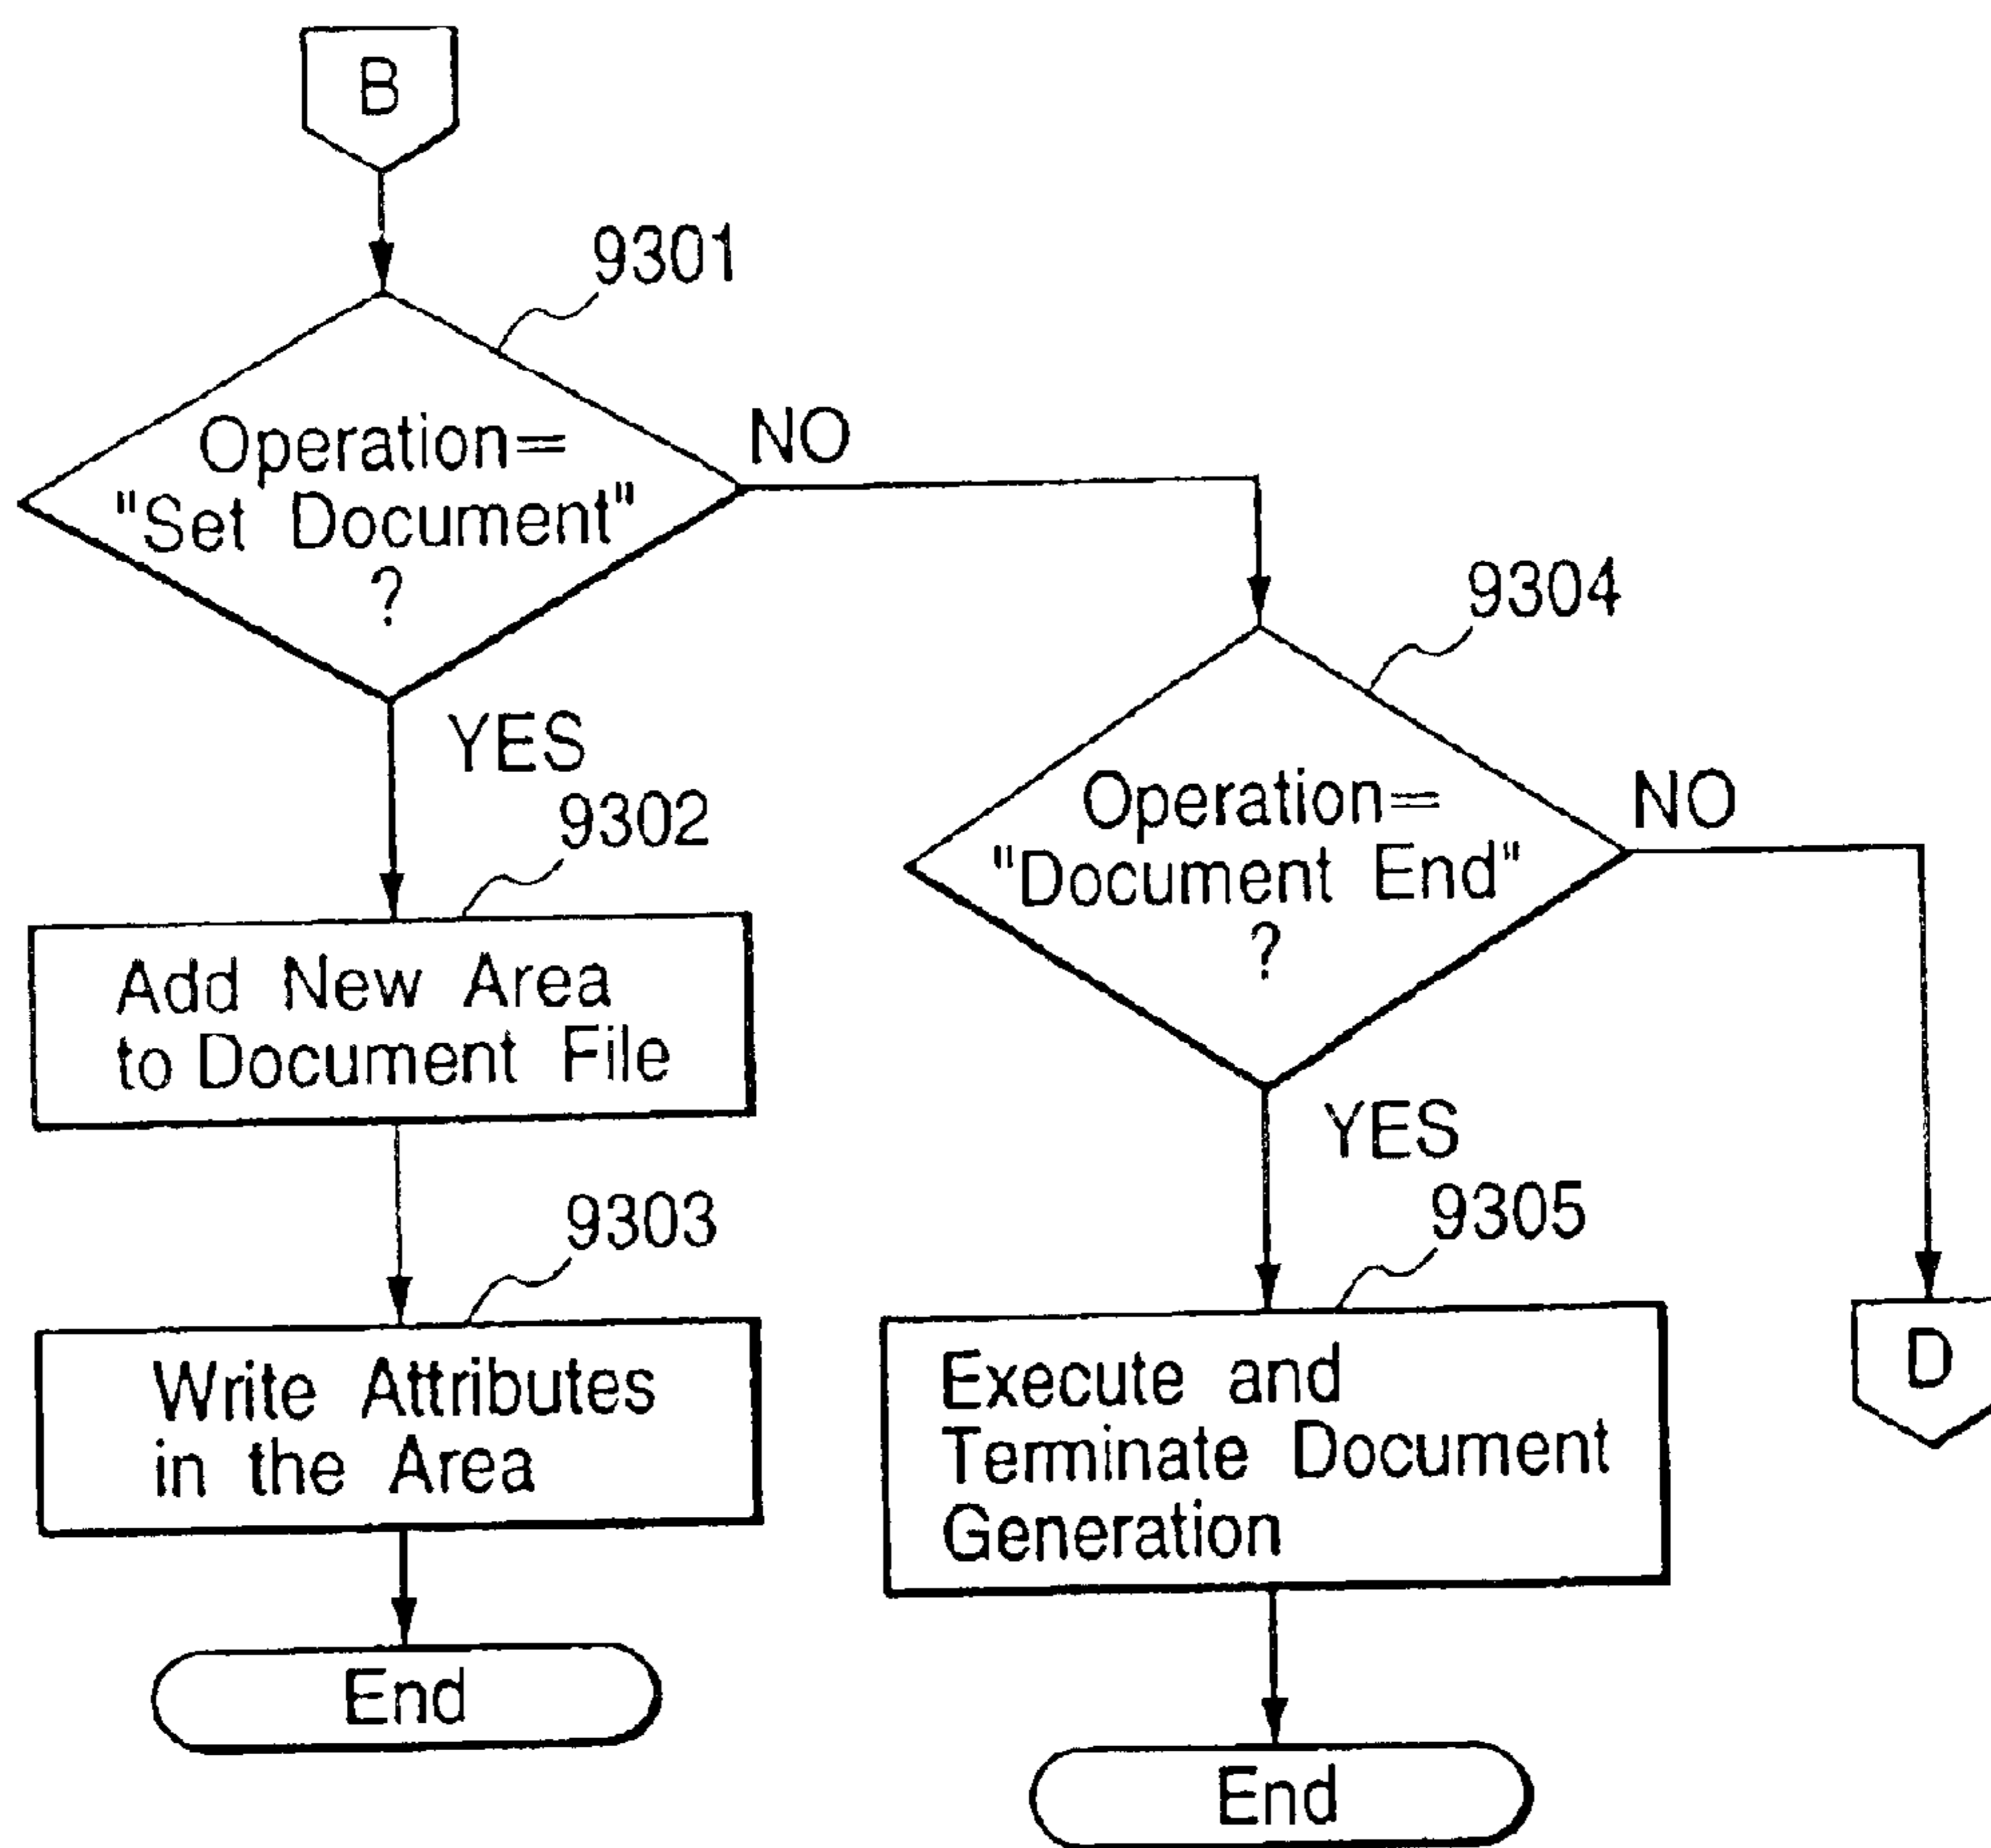 B
9301
Operation=
"Set Document"
?
NO
YES
9302
Add New Area
to Document File
9303
Write Attributes
in the Area
End
9304
Operation=
"Document End"
?
NO
YES
9305
Execute and
Terminate Document
Generation
End
D